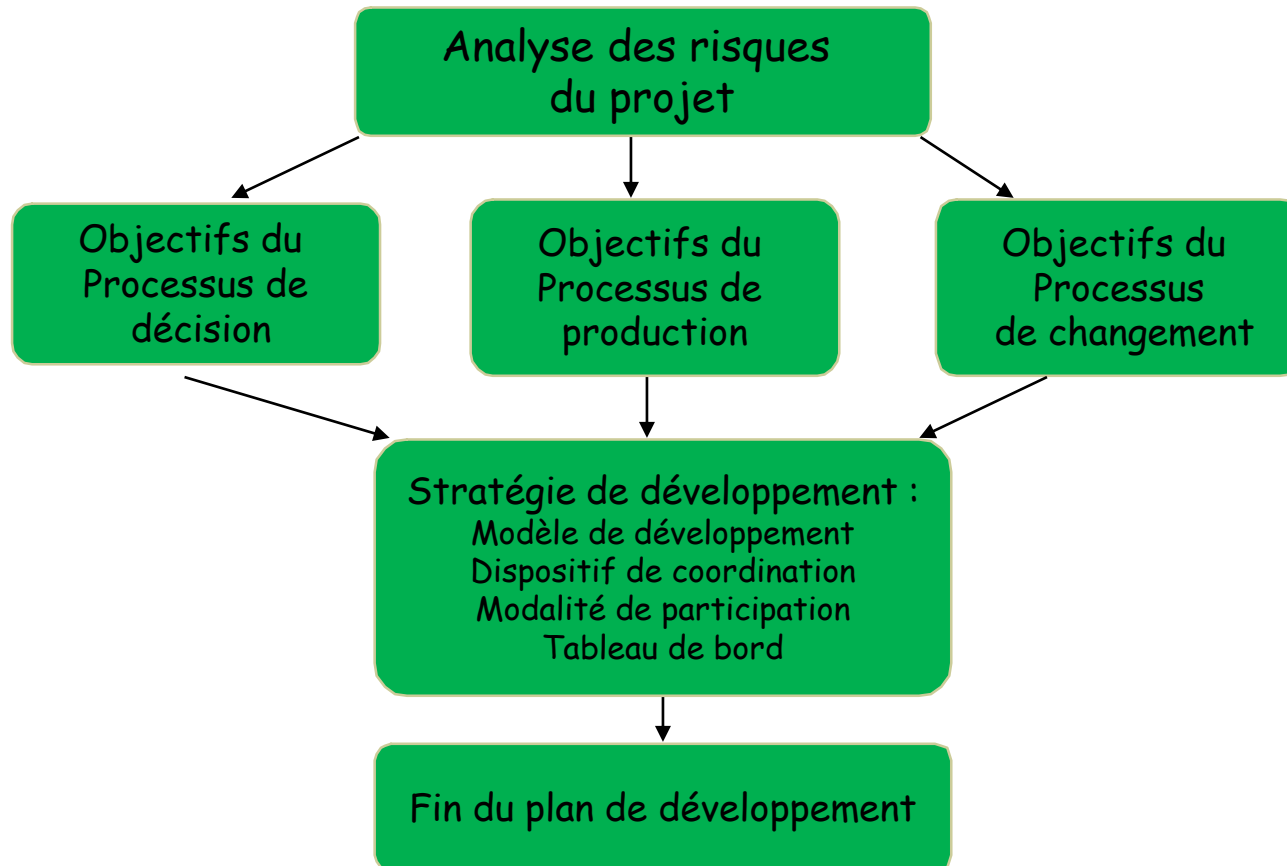 Analyse des risques
du projet
Objectifs du
Processus de
décision
Objectifs du
Processus de
production
Objectifs du
Processus
de changement
Stratégie de développement :
Modèle de développement
Dispositif de coordination
Modalité de participation
Tableau de bord
Fin du plan de développement